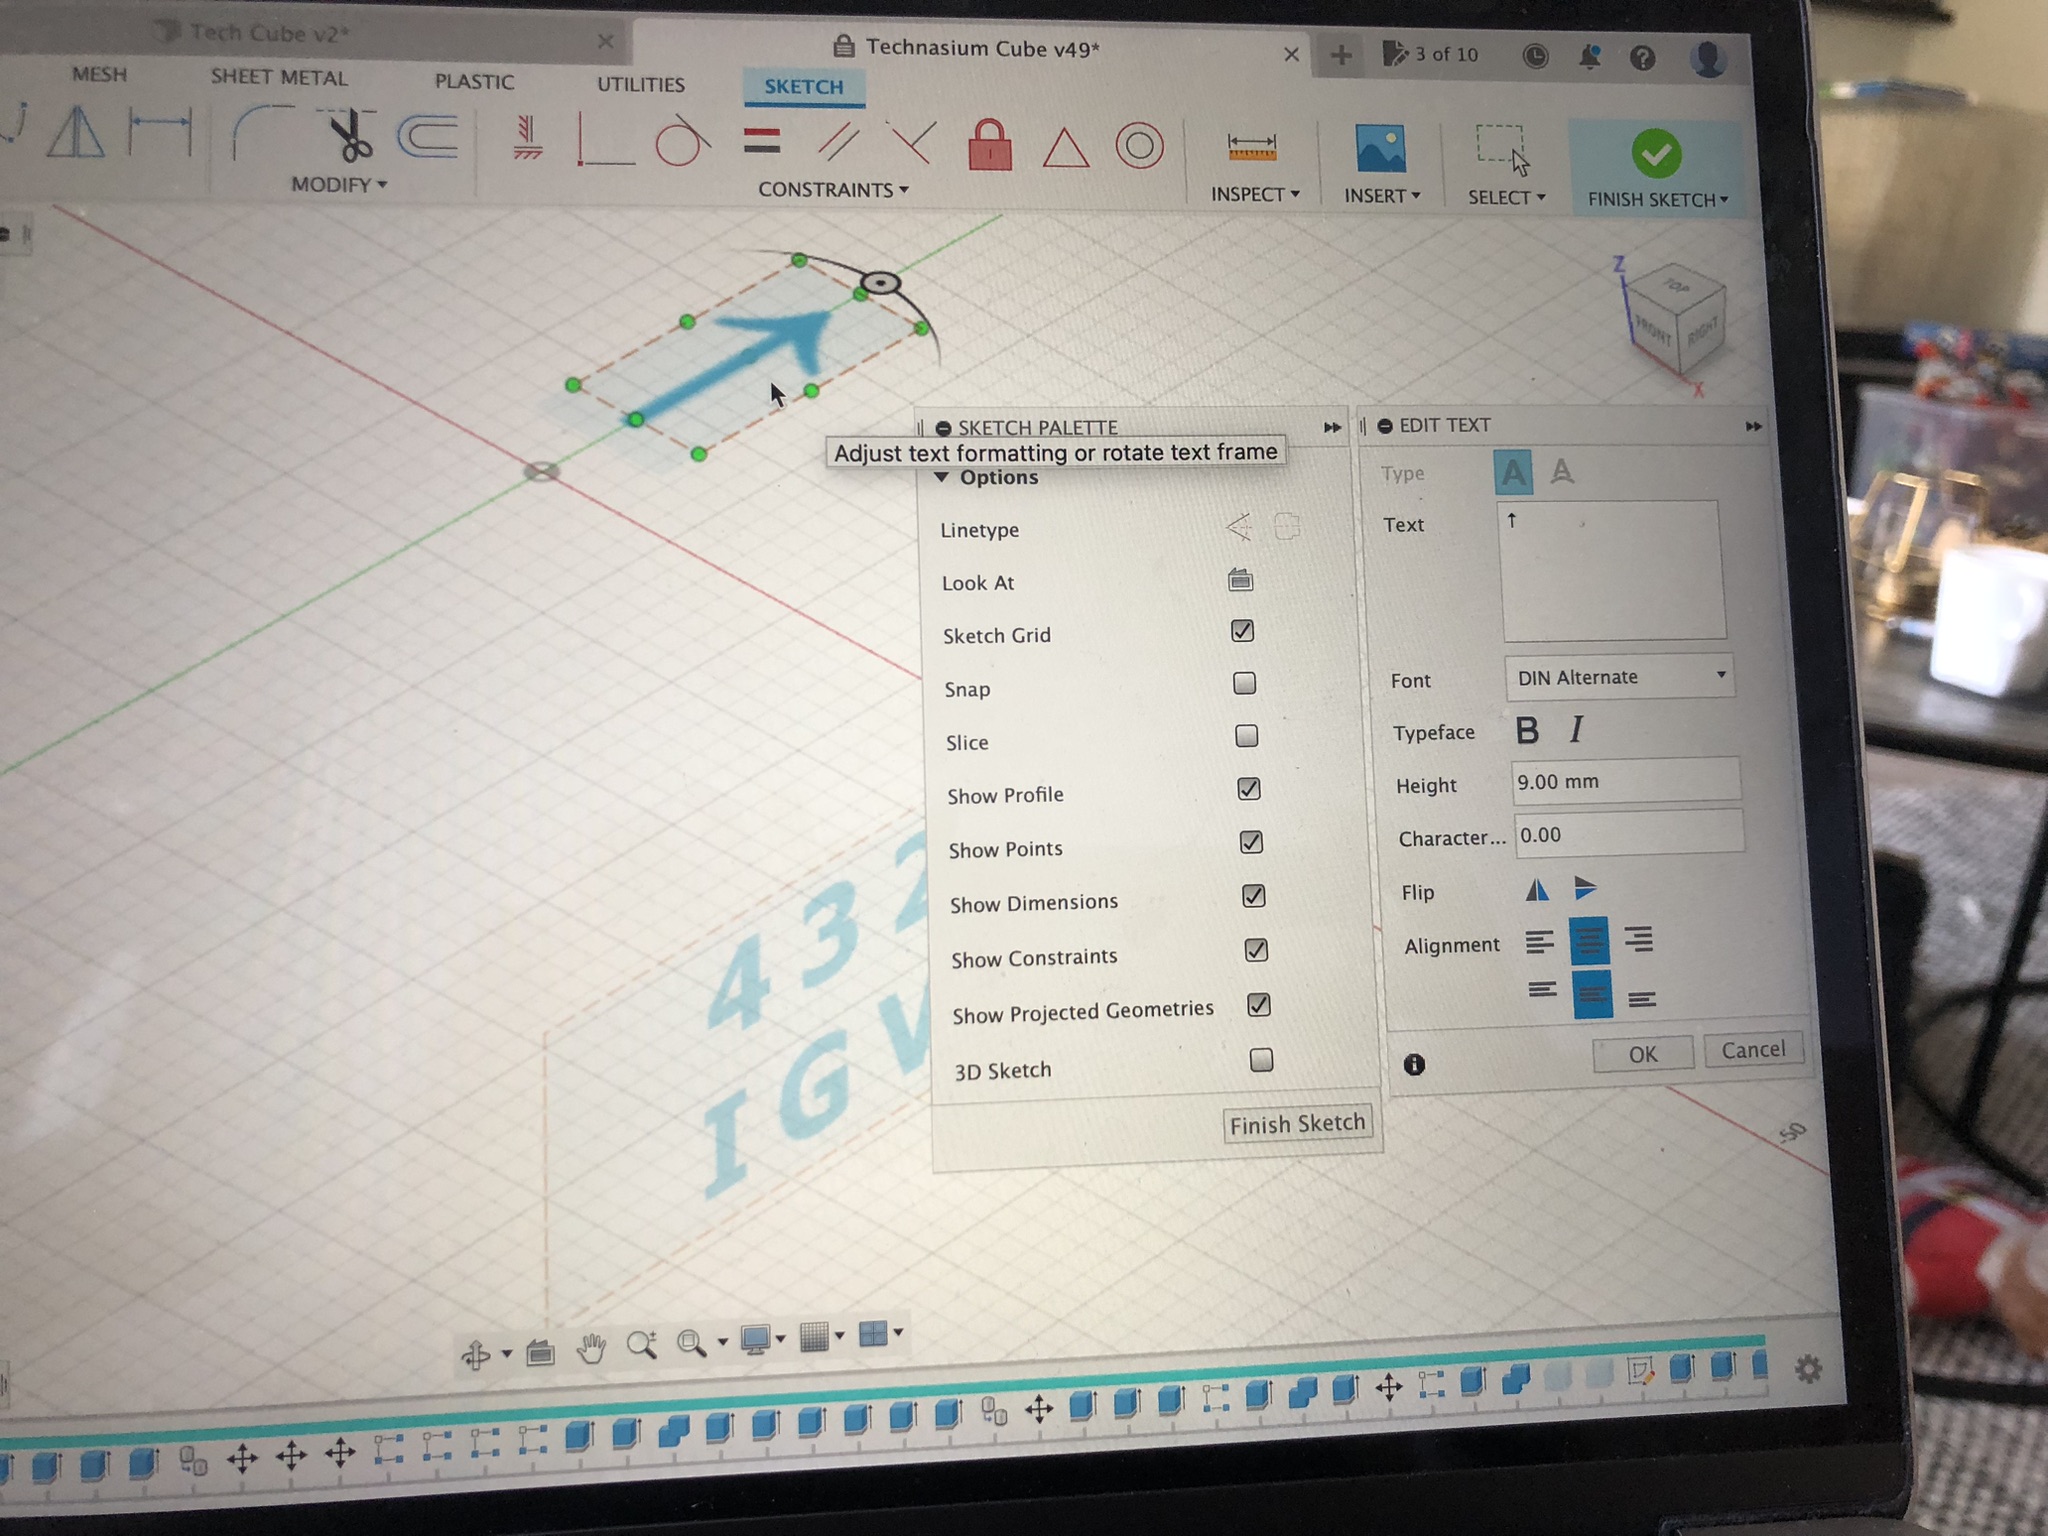 Tech Cube v2*
Technasium Cube v49*
3 of 10
MESH
SHEET METAL
PLASTIC
UTILITIES
SKETCH
MODIFY
CONSTRAINTS
INSPECT
INSERT
SELECT
FINISH SKETCH
Z
TOP
FRONT
RIGHT
X
SKETCH PALETTE
Adjust text formatting or rotate text frame
Options
Linetype
Look At
Sketch Grid
Snap
Slice
Show Profile
Show Points
Show Dimensions
Show Constraints
Show Projected Geometries
3D Sketch
Finish Sketch
EDIT TEXT
Type A A
Text ↑
Font DIN Alternate
Typeface B I
Height 9.00 mm
Character... 0.00
Flip
Alignment
OK Cancel
432
IGV
-50